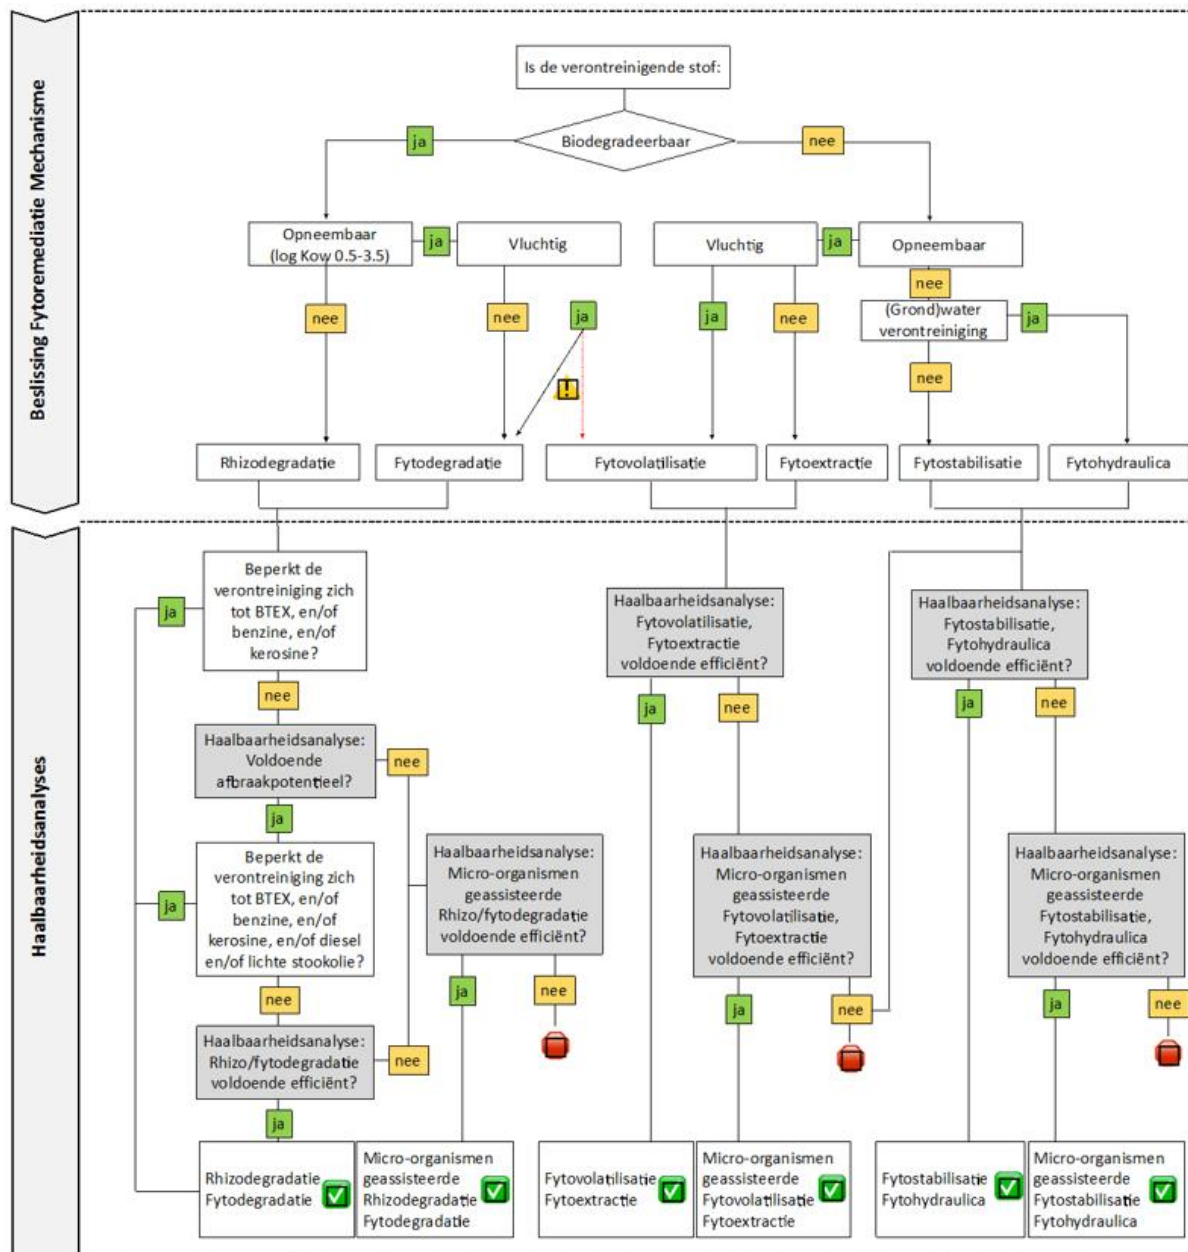 Beslissing Fytoremediatie Mechanisme
Is de verontreinigende stof:
Biodegradeerbaar
ja
nee
Opneembaar
(log Kow 0.5-3.5)
ja
Vluchtig
Vluchtig
ja
Opneembaar
nee
nee
nee
ja
ja
nee
(Grond)water
verontreiniging
ja
nee
Rhizodegradatie
Fytodegradatie
Fytovolatilisatie
Fytoextractie
Fytostabilisatie
Fytohydraulica
Haalbaarheidsanalyses
Beperkt de
verontreiniging zich
tot BTEX, en/of
benzine, en/of
kerosine?
ja
nee
Haalbaarheidsanalyse:
Voldoende
afbraakpotentieel?
nee
ja
Beperkt de
verontreiniging zich
tot BTEX, en/of
benzine, en/of
kerosine, en/of diesel
en/of lichte stookolie?
ja
nee
Haalbaarheidsanalyse:
Rhizo/fytodegradatie
voldoende efficiënt?
nee
ja
Haalbaarheidsanalyse:
Micro-organismen
geassisteerde
Rhizo/fytodegradatie
voldoende efficiënt?
ja
nee
Haalbaarheidsanalyse:
Fytovolatilisatie,
Fytoextractie
voldoende efficiënt?
ja
nee
Haalbaarheidsanalyse:
Micro-organismen
geassisteerde
Fytovolatilisatie,
Fytoextractie
voldoende efficiënt?
ja
nee
Haalbaarheidsanalyse:
Fytostabilisatie,
Fytohydraulica
voldoende efficiënt?
ja
nee
Haalbaarheidsanalyse:
Micro-organismen
geassisteerde
Fytostabilisatie,
Fytohydraulica
voldoende efficiënt?
ja
nee
Rhizodegradatie
Fytodegradatie
Micro-organismen
geassisteerde
Rhizodegradatie
Fytodegradatie
Fytovolatilisatie
Fytoextractie
Micro-organismen
geassisteerde
Fytovolatilisatie
Fytoextractie
Fytostabilisatie
Fytohydraulica
Micro-organismen
geassisteerde
Fytostabilisatie
Fytohydraulica